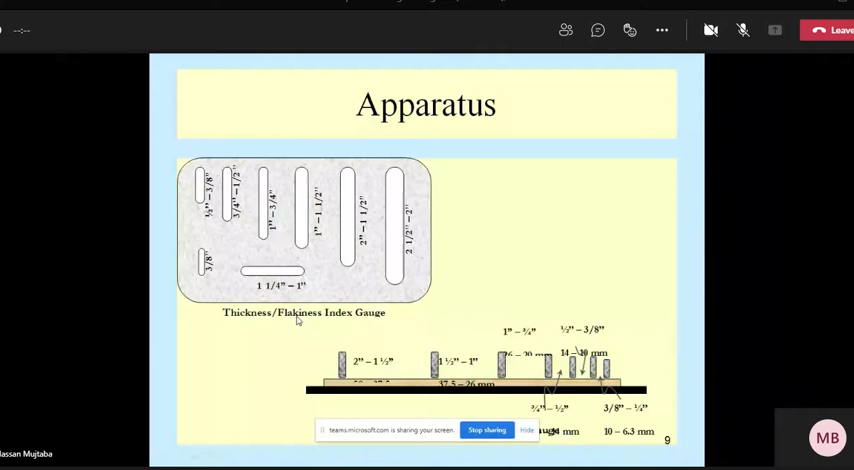 --:--
Leave
Apparatus
½” – 3/8"
3/4" – 1/2"
1” – 3/4"
1” – 1 1/2"
2” – 1 1/2"
2 1/2” – 2”
3/8"
1 1/4” – 1”
Thickness/Flakiness Index Gauge
1” – ¾”
½” – 3/8”
26 – 20 mm
14 – 10 mm
2” – 1 ½”
1 ½” – 1”
37.5 – 26 mm
¾” – ½”
3/8” – ¼”
mm
10 – 6.3 mm
teams.microsoft.com is sharing your screen.
Stop sharing
Hide
9
Hassan Mujtaba
MB